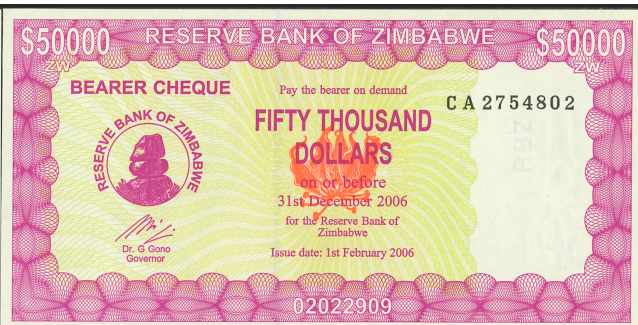 $50000 RESERVE BANK OF ZIMBABWE $50000
ZW ZW
BEARER CHEQUE
Pay the bearer on demand
CA2754802
FIFTY THOUSAND
DOLLARS
RESERVE BANK OF ZIMBABWE
on or before
31st December 2006
for the Reserve Bank of
Zimbabwe
Dr. G Gono
Governor
Issue date: 1st February 2006
RBZ
02022909